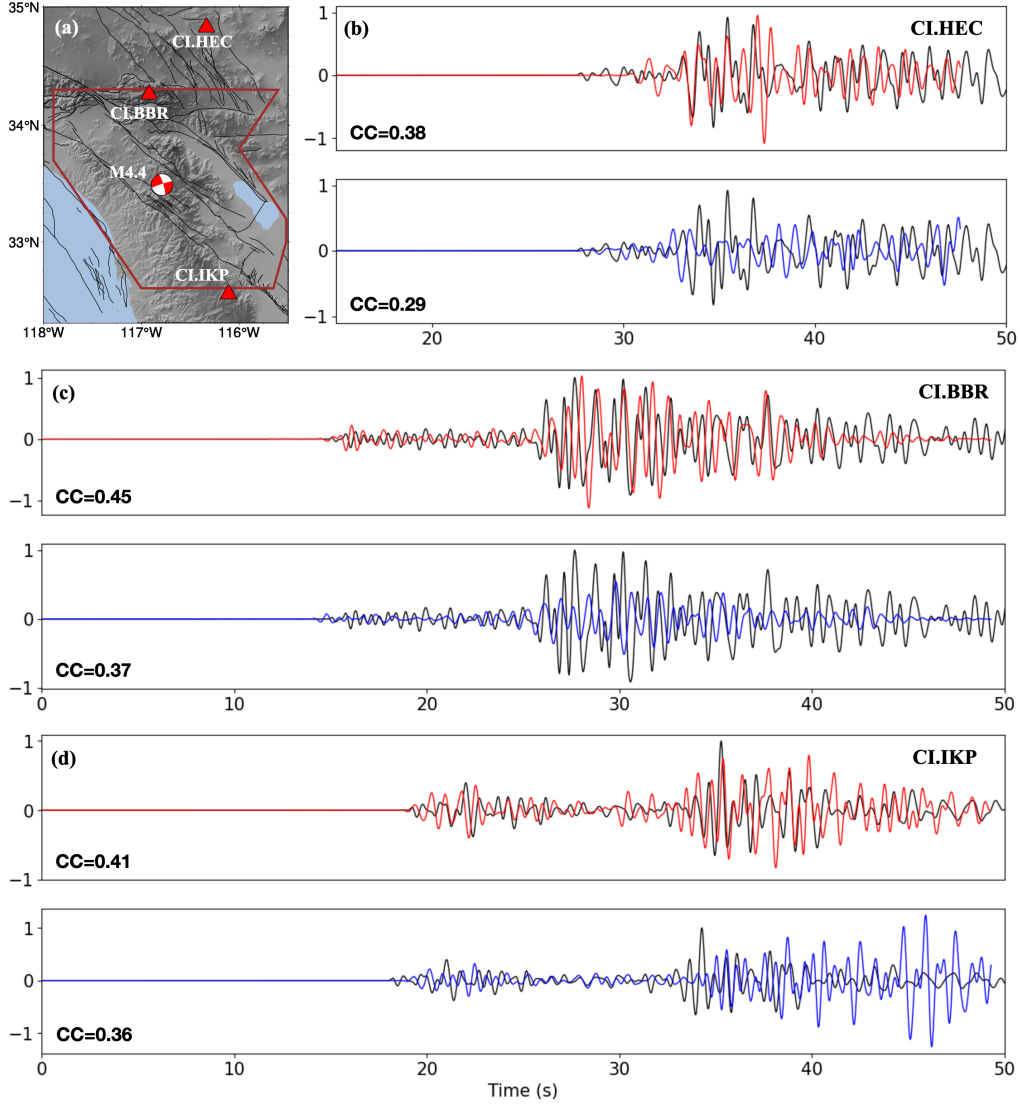 35°N
(a)
CI.HEC
CI.BBR
34°N
M4.4
33°N
CI.IKP
118°W
117°W
116°W
1
(b)
CI.HEC
0
CC=0.38
−1
1
0
CC=0.29
−1
20
30
40
50
1
(c)
CI.BBR
0
CC=0.45
−1
1
0
CC=0.37
−1
0
10
20
30
40
50
1
(d)
CI.IKP
0
CC=0.41
−1
1
0
CC=0.36
−1
0
10
20
30
40
50
Time (s)